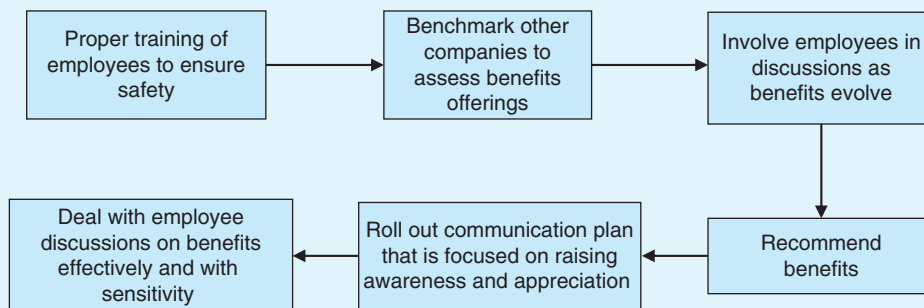 Proper training of
employees to ensure
safety
Benchmark other
companies to
assess benefits
offerings
Involve employees in
discussions as
benefits evolve
Recommend
benefits
Roll out communication plan
that is focused on raising
awareness and appreciation
Deal with employee
discussions on benefits
effectively and with
sensitivity